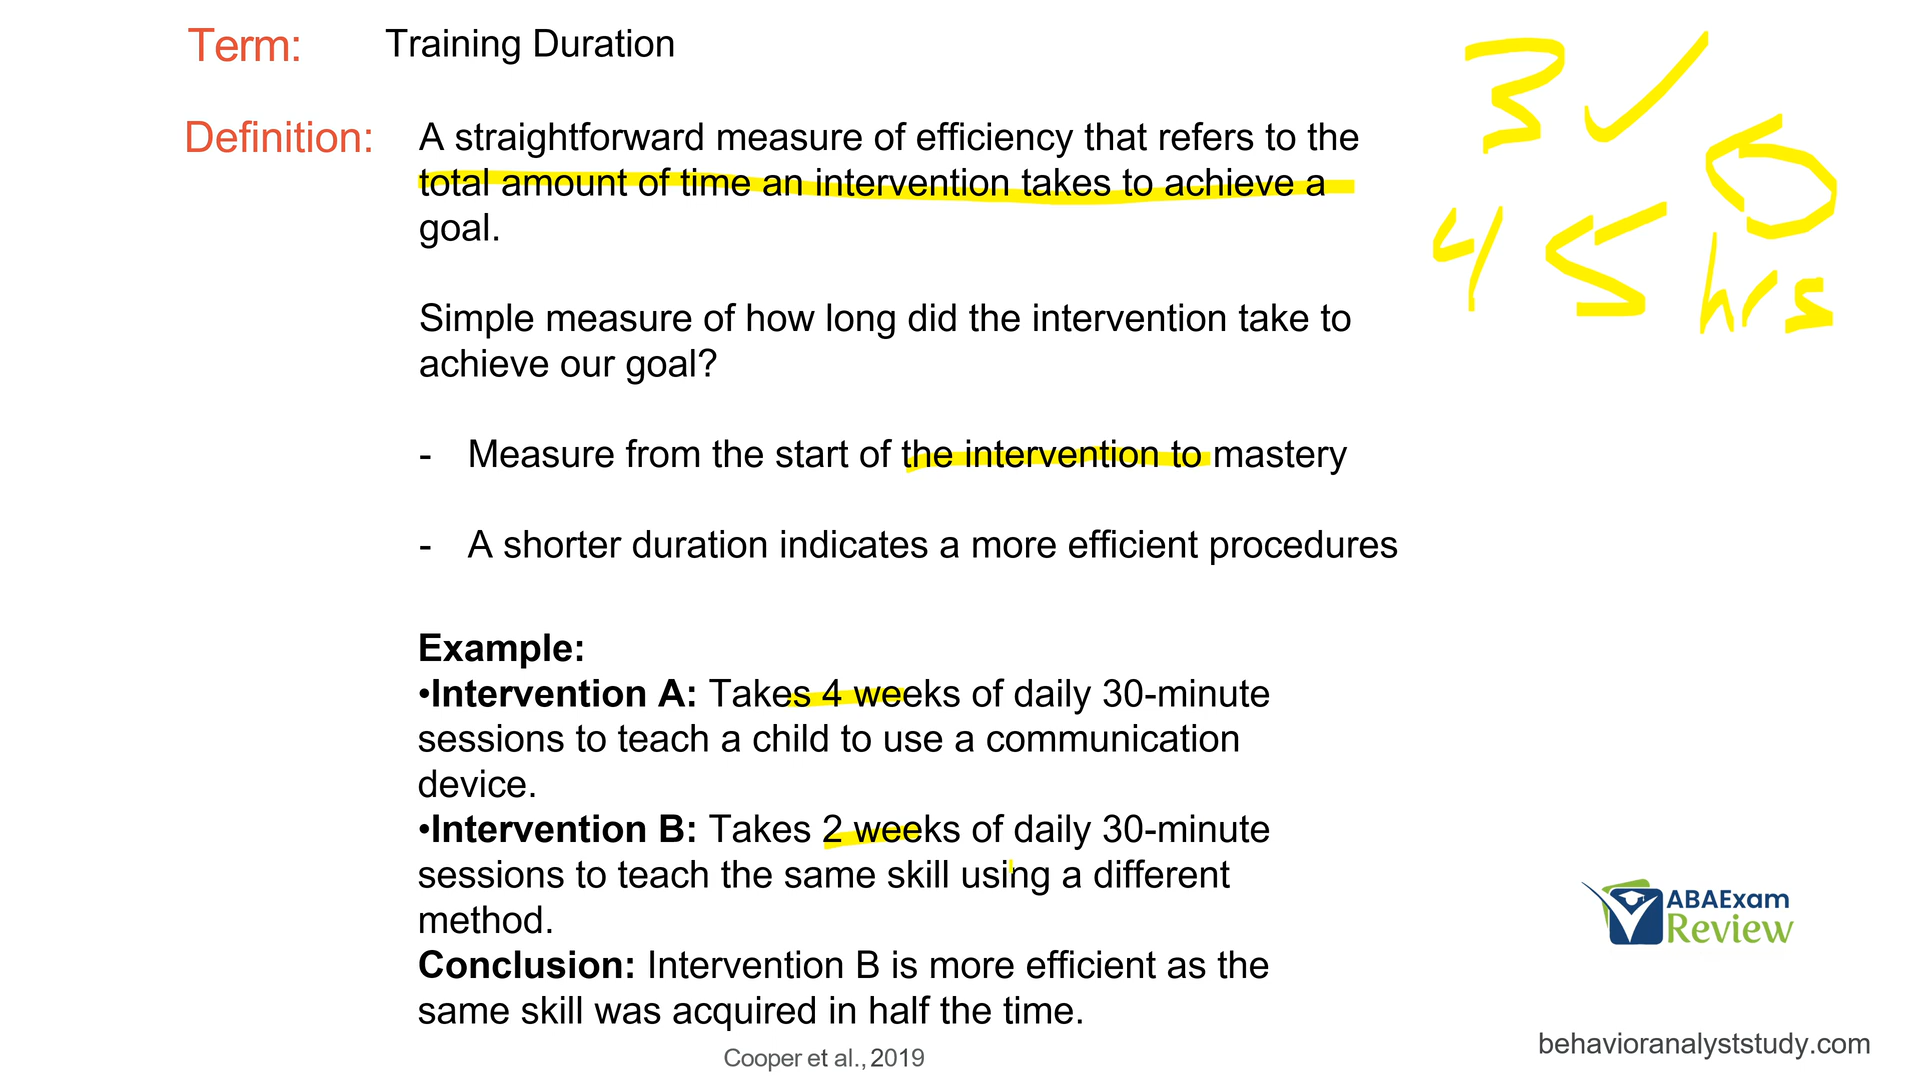 Term: Training Duration
Definition: A straightforward measure of efficiency that refers to the
total amount of time an intervention takes to achieve a
goal.
Simple measure of how long did the intervention take to
achieve our goal?
- Measure from the start of the intervention to mastery
- A shorter duration indicates a more efficient procedures
Example:
•Intervention A: Takes 4 weeks of daily 30-minute
sessions to teach a child to use a communication
device.
•Intervention B: Takes 2 weeks of daily 30-minute
sessions to teach the same skill using a different
method.
Conclusion: Intervention B is more efficient as the
same skill was acquired in half the time.
Cooper et al., 2019
3 ✓
5
4 5 hrs
ABAExam
Review
behavioranalyststudy.com